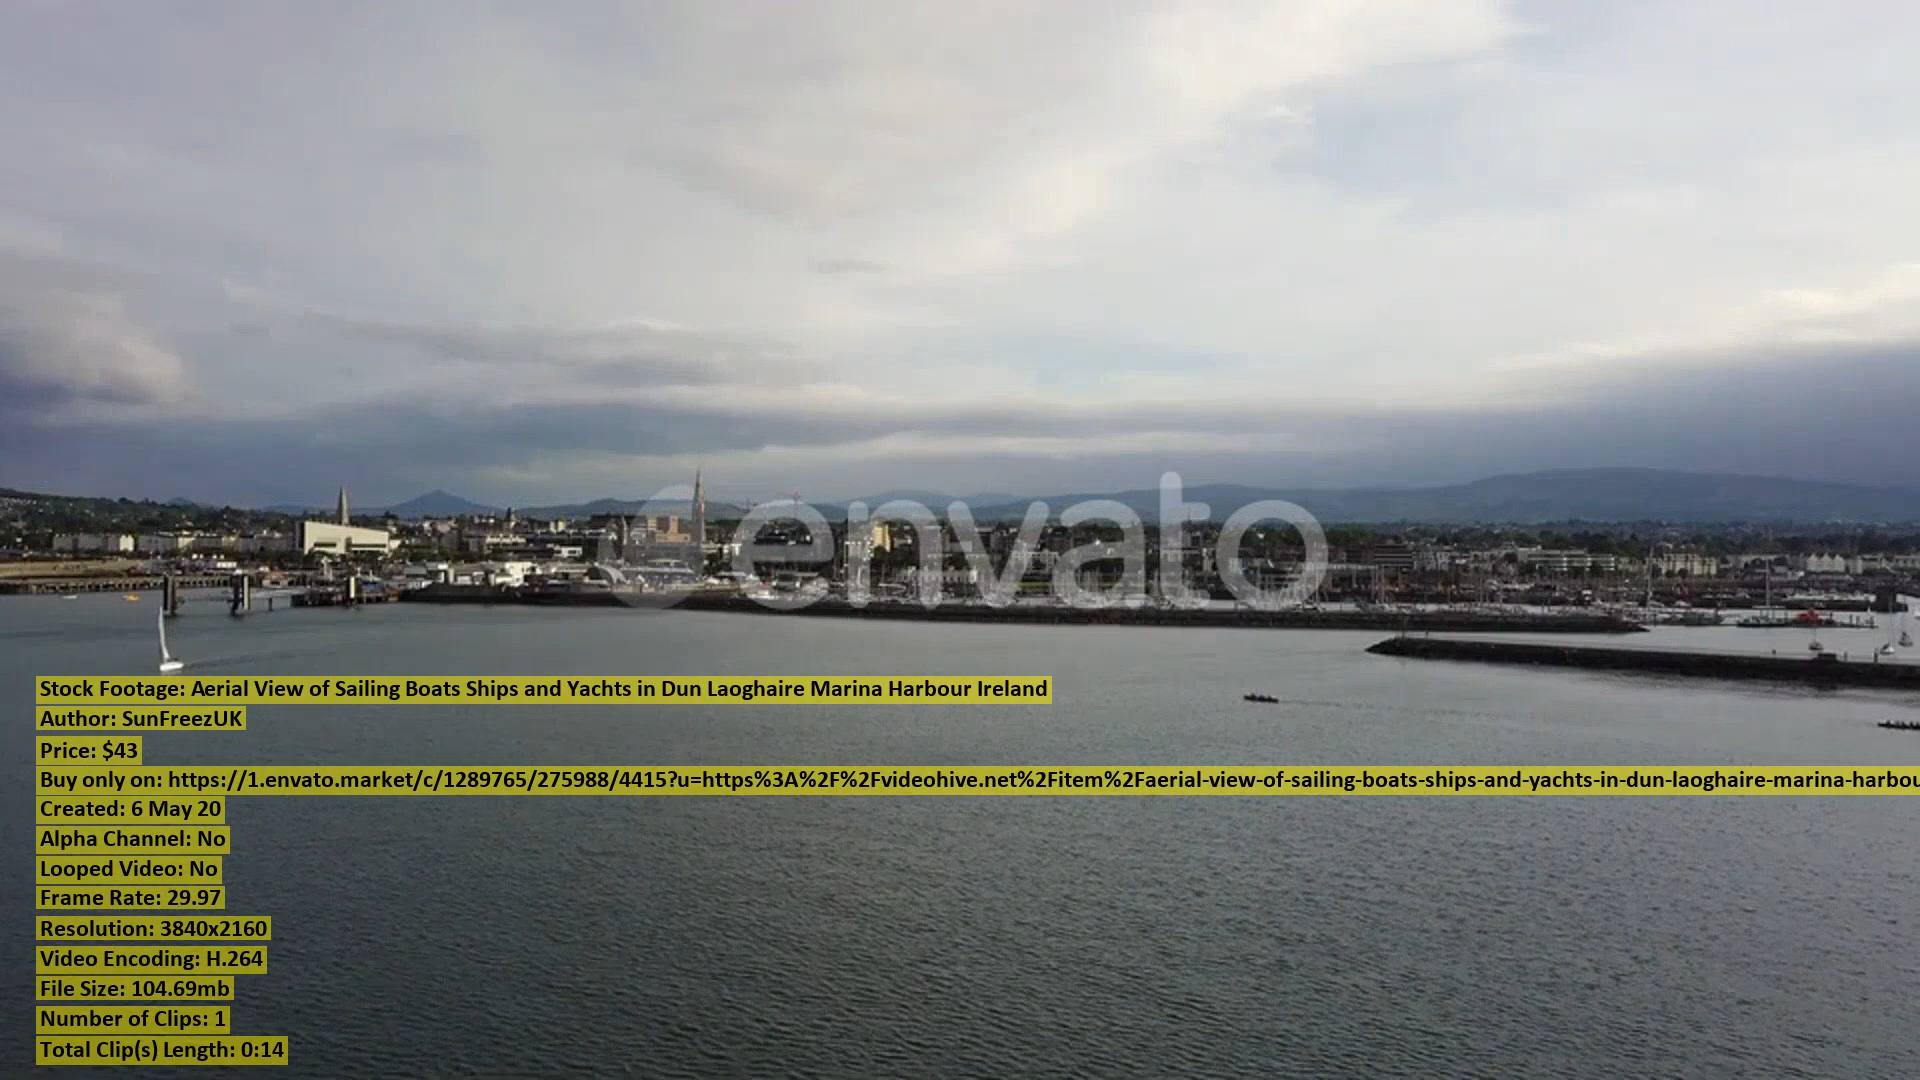 envato
Stock Footage: Aerial View of Sailing Boats Ships and Yachts in Dun Laoghaire Marina Harbour Ireland
Author: SunFreezUK
Price: $43
Buy only on: https://1.envato.market/c/1289765/275988/4415?u=https%3A%2F%2Fvideohive.net%2Fitem%2Faerial-view-of-sailing-boats-ships-and-yachts-in-dun-laoghaire-marina-harbou
Created: 6 May 20
Alpha Channel: No
Looped Video: No
Frame Rate: 29.97
Resolution: 3840x2160
Video Encoding: H.264
File Size: 104.69mb
Number of Clips: 1
Total Clip(s) Length: 0:14